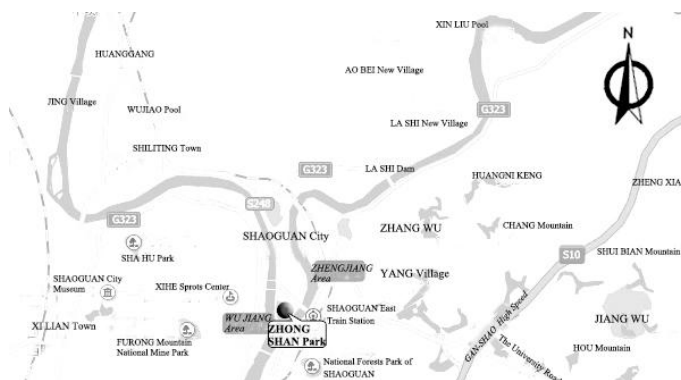 XIN LIU Pool
N
HUANGGANG
AO BEI New Village
JING Village
WUJIAO Pool
G323
LA SHI New Village
SHILITING Town
G323
LA SHI Dam
HUANGNI KENG
ZHENG XIA
S248
G323
CHANG Mountain
ZHANG WU
SHAOGUAN City
SHA HU Park
S10
SHUI BIAN Mountain
ZHENGJIANG
Area
YANG Village
SHAOGUAN City
Museum
XIHE Sprots Center
SHAOGUAN East
Train Station
WU JIANG
Area
XI LIAN Town
JIANG WU
ZHONG
SHAN Park
GAN-SHAO High Speed
FURONG Mountain
National Mine Park
The University Road
HOU Mountain
National Forests Park of
SHAOGUAN